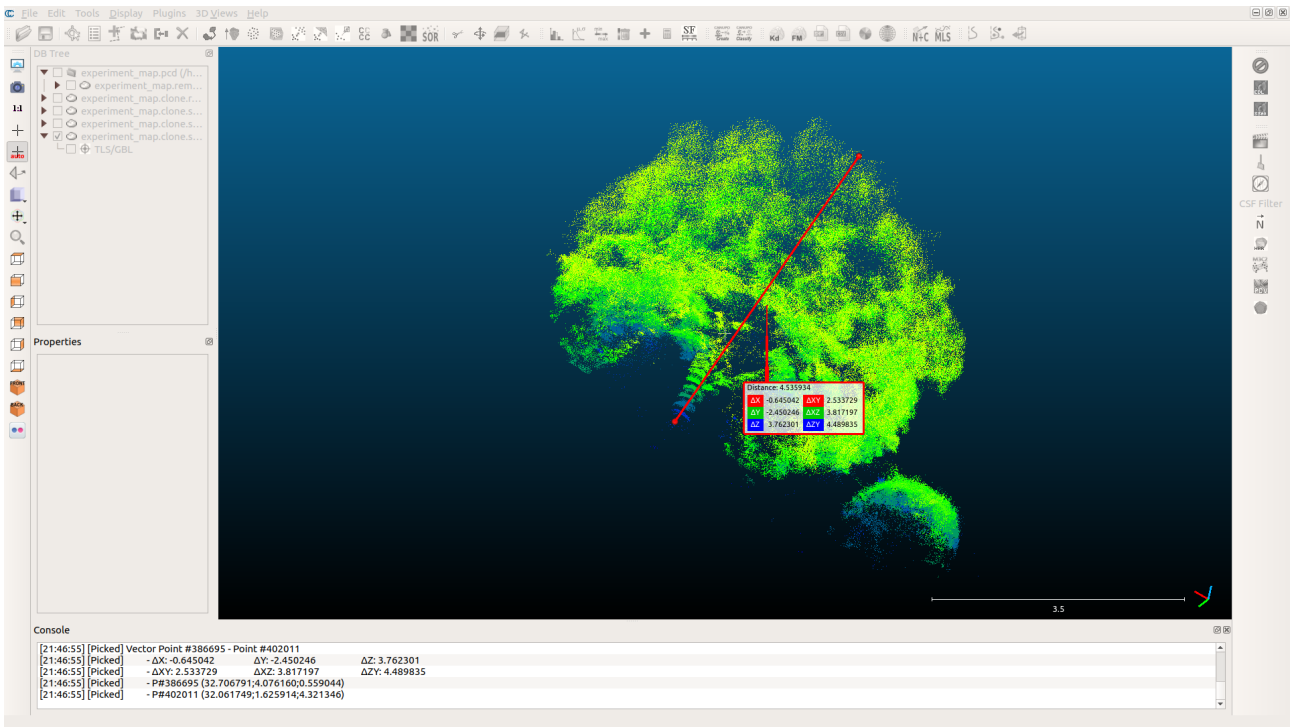 File Edit Tools Display Plugins 3D Views Help
SOR SF Kd FM N+C MLS
DB Tree
experiment_map.pcd (/h...
experiment_map.rem...
experiment_map.clone.r...
experiment_map.clone.s...
experiment_map.clone.s...
experiment_map.clone.s...
TLS/GBL
1:1
auto
Properties
FRONT
BACK
CSF Filter
N
Distance: 4.535934
ΔX -0.645042 ΔXY 2.533729
ΔY -2.450246 ΔXZ 3.817197
ΔZ 3.762301 ΔZY 4.489835
3.5
Console
[21:46:55] [Picked] Vector Point #386695 - Point #402011
[21:46:55] [Picked] - ΔX: -0.645042 ΔY: -2.450246 ΔZ: 3.762301
[21:46:55] [Picked] - ΔXY: 2.533729 ΔXZ: 3.817197 ΔZY: 4.489835
[21:46:55] [Picked] - P#386695 (32.706791;4.076160;0.559044)
[21:46:55] [Picked] - P#402011 (32.061749;1.625914;4.321346)